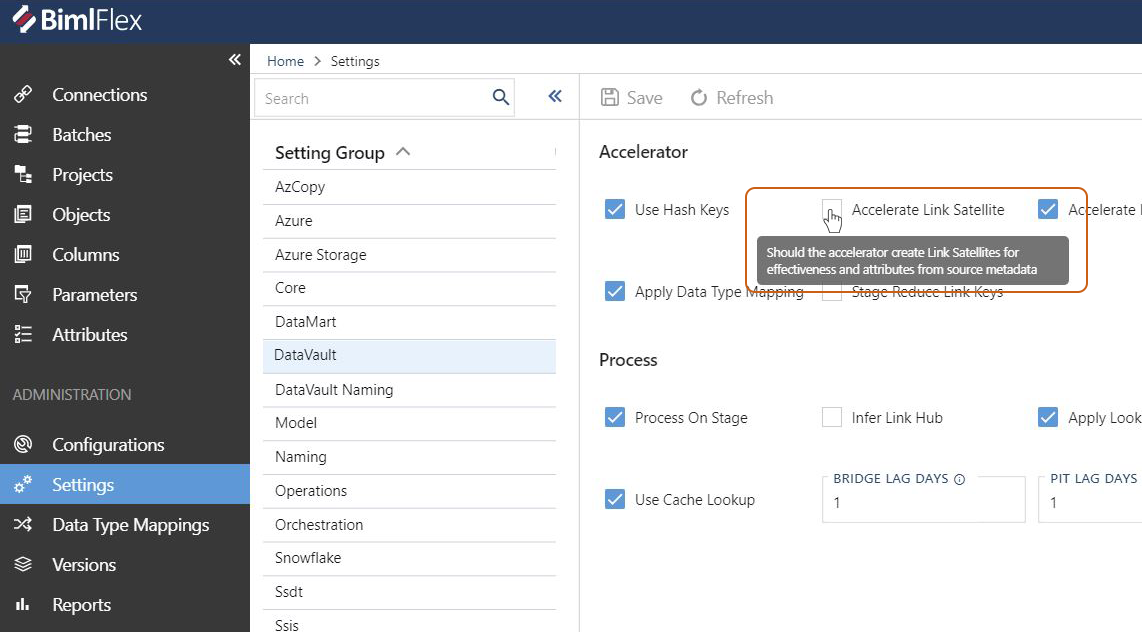 BimlFlex
Connections
Batches
Projects
Objects
Columns
Parameters
Attributes
ADMINISTRATION
Configurations
Settings
Data Type Mappings
Versions
Reports
Home > Settings
Search
Setting Group
AzCopy
Azure
Azure Storage
Core
DataMart
DataVault
DataVault Naming
Model
Naming
Operations
Orchestration
Snowflake
Ssdt
Ssis
Save Refresh
Accelerator
Use Hash Keys Accelerate Link Satellite Accelerate
Should the accelerator create Link Satellites for
effectiveness and attributes from source metadata
Apply Data Type Mapping Stage Reduce Link Keys
Process
Process On Stage Infer Link Hub Apply Look
Use Cache Lookup
BRIDGE LAG DAYS
1
PIT LAG DAYS
1